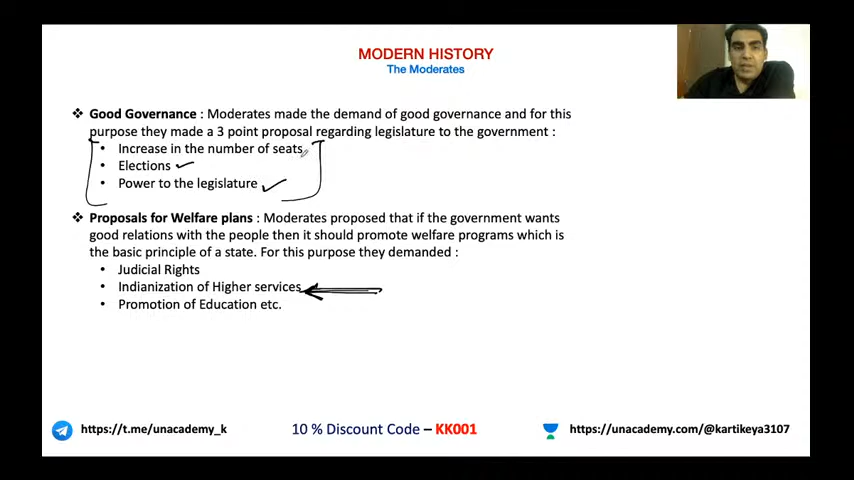 MODERN HISTORY
The Moderates
❖ Good Governance : Moderates made the demand of good governance and for this
purpose they made a 3 point proposal regarding legislature to the government :
• Increase in the number of seats
• Elections
• Power to the legislature
❖ Proposals for Welfare plans : Moderates proposed that if the government wants
good relations with the people then it should promote welfare programs which is
the basic principle of a state. For this purpose they demanded :
• Judicial Rights
• Indianization of Higher services
• Promotion of Education etc.
https://t.me/unacademy_k
10 % Discount Code – KK001
https://unacademy.com/@kartikeya3107